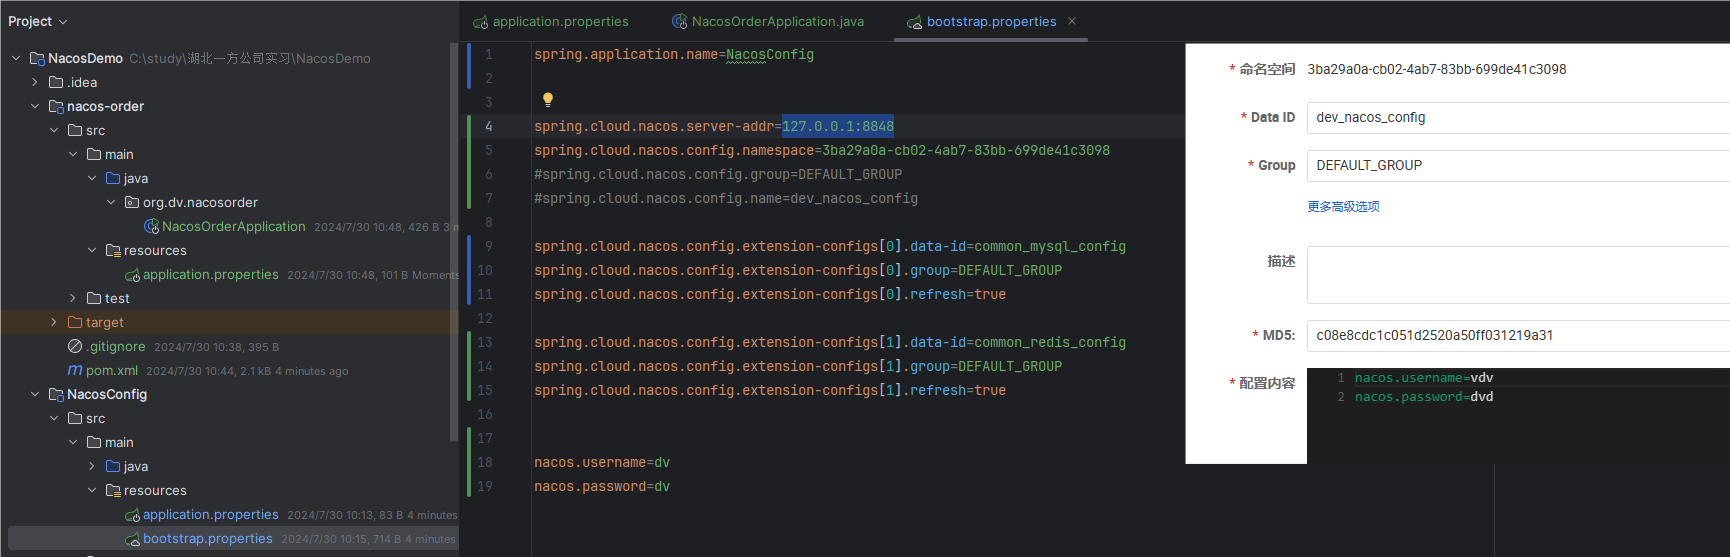 Project
NacosDemo C:\study\湖北一方公司实习\NacosDemo
.idea
nacos-order
src
main
java
org.dv.nacosorder
NacosOrderApplication 2024/7/30 10:48, 426 B 3 m
resources
application.properties 2024/7/30 10:48, 101 B Moments
test
target
.gitignore 2024/7/30 10:38, 395 B
pom.xml 2024/7/30 10:44, 2.1 kB 4 minutes ago
NacosConfig
src
main
java
resources
application.properties 2024/7/30 10:13, 83 B 4 minutes
bootstrap.properties 2024/7/30 10:15, 714 B 4 minutes
application.properties NacosOrderApplication.java bootstrap.properties
1 spring.application.name=NacosConfig
2
3
4 spring.cloud.nacos.server-addr=127.0.0.1:8848
5 spring.cloud.nacos.config.namespace=3ba29a0a-cb02-4ab7-83bb-699de41c3098
6 #spring.cloud.nacos.config.group=DEFAULT_GROUP
7 #spring.cloud.nacos.config.name=dev_nacos_config
8
9 spring.cloud.nacos.config.extension-configs[0].data-id=common_mysql_config
10 spring.cloud.nacos.config.extension-configs[0].group=DEFAULT_GROUP
11 spring.cloud.nacos.config.extension-configs[0].refresh=true
12
13 spring.cloud.nacos.config.extension-configs[1].data-id=common_redis_config
14 spring.cloud.nacos.config.extension-configs[1].group=DEFAULT_GROUP
15 spring.cloud.nacos.config.extension-configs[1].refresh=true
16
17
18 nacos.username=dv
19 nacos.password=dv
* 命名空间 3ba29a0a-cb02-4ab7-83bb-699de41c3098
* Data ID dev_nacos_config
* Group DEFAULT_GROUP
更多高级选项
描述
* MD5: c08e8cdc1c051d2520a50ff031219a31
* 配置内容
1 nacos.username=vdv
2 nacos.password=dvd